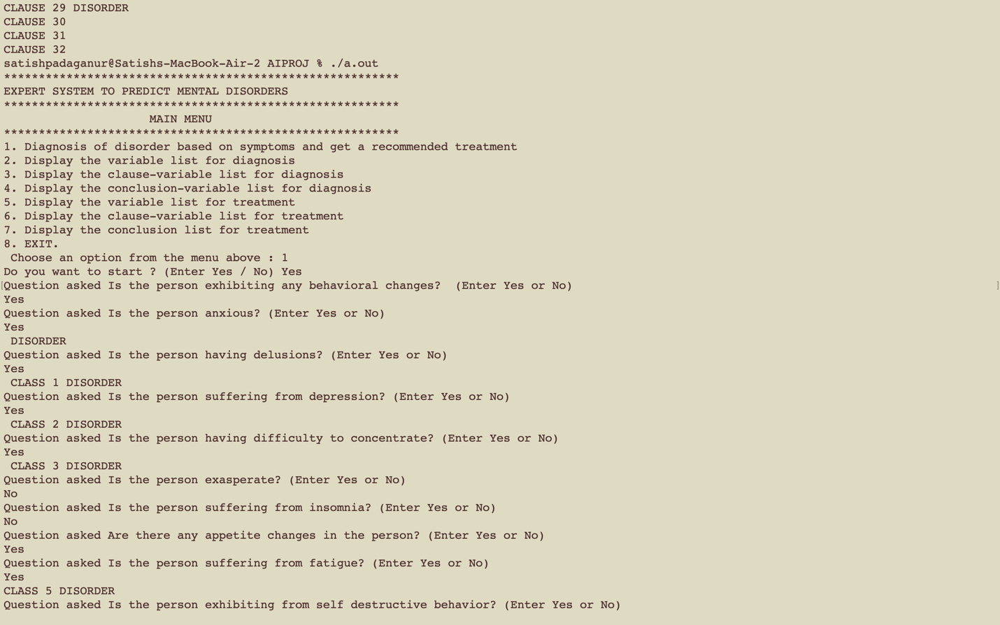 CLAUSE 29 DISORDER
CLAUSE 30
CLAUSE 31
CLAUSE 32
satishpadaganur@Satishs-MacBook-Air-2 AIPROJ % ./a.out
*********************************************************
EXPERT SYSTEM TO PREDICT MENTAL DISORDERS
*********************************************************
MAIN MENU
*********************************************************
1. Diagnosis of disorder based on symptoms and get a recommended treatment
2. Display the variable list for diagnosis
3. Display the clause-variable list for diagnosis
4. Display the conclusion-variable list for diagnosis
5. Display the variable list for treatment
6. Display the clause-variable list for treatment
7. Display the conclusion list for treatment
8. EXIT.
Choose an option from the menu above : 1
Do you want to start ? (Enter Yes / No) Yes
[Question asked Is the person exhibiting any behavioral changes?  (Enter Yes or No) ]
Yes
Question asked Is the person anxious? (Enter Yes or No)
Yes
DISORDER
Question asked Is the person having delusions? (Enter Yes or No)
Yes
CLASS 1 DISORDER
Question asked Is the person suffering from depression? (Enter Yes or No)
Yes
CLASS 2 DISORDER
Question asked Is the person having difficulty to concentrate? (Enter Yes or No)
Yes
CLASS 3 DISORDER
Question asked Is the person exasperate? (Enter Yes or No)
No
Question asked Is the person suffering from insomnia? (Enter Yes or No)
No
Question asked Are there any appetite changes in the person? (Enter Yes or No)
Yes
Question asked Is the person suffering from fatigue? (Enter Yes or No)
Yes
CLASS 5 DISORDER
Question asked Is the person exhibiting from self destructive behavior? (Enter Yes or No)